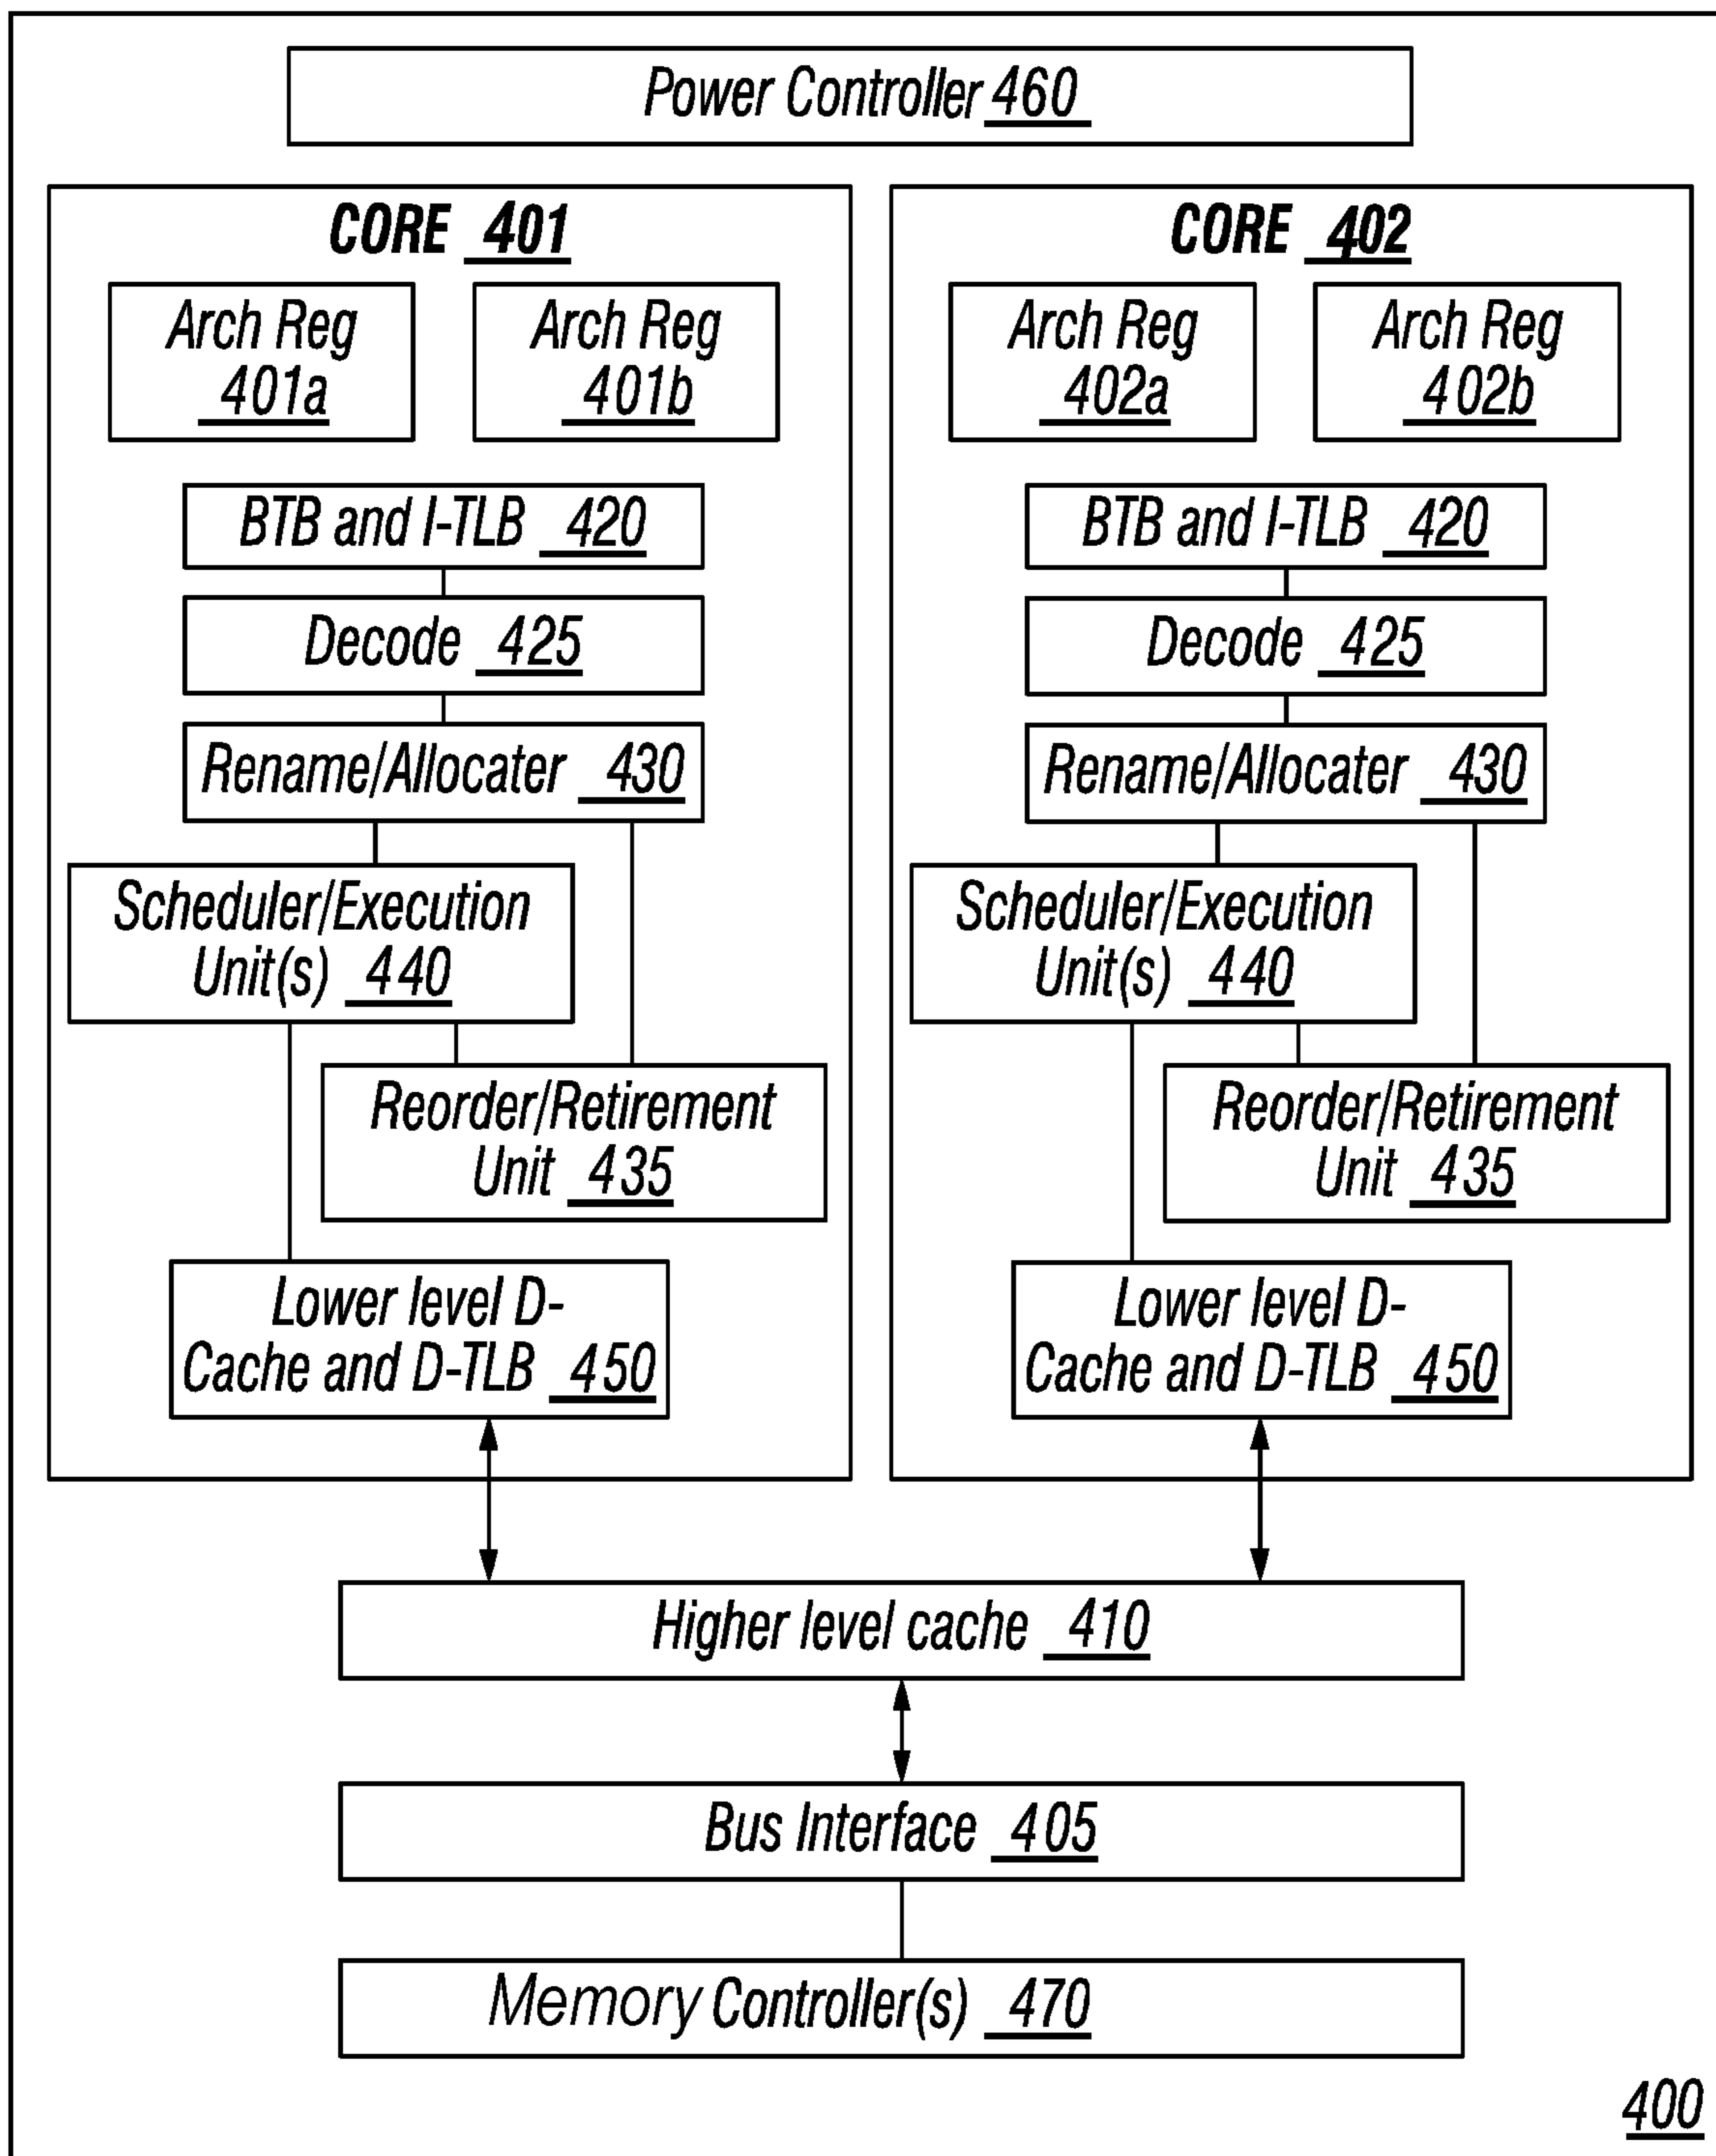 Power Controller 460
CORE 401
Arch Reg
401a
Arch Reg
401b
BTB and I-TLB 420
Decode 425
Rename/Allocater 430
Scheduler/Execution
Unit(s) 440
Reorder/Retirement
Unit 435
Lower level D-
Cache and D-TLB 450
CORE 402
Arch Reg
402a
Arch Reg
402b
BTB and I-TLB 420
Decode 425
Rename/Allocater 430
Scheduler/Execution
Unit(s) 440
Reorder/Retirement
Unit 435
Lower level D-
Cache and D-TLB 450
Higher level cache 410
Bus Interface 405
Memory Controller(s) 470
400